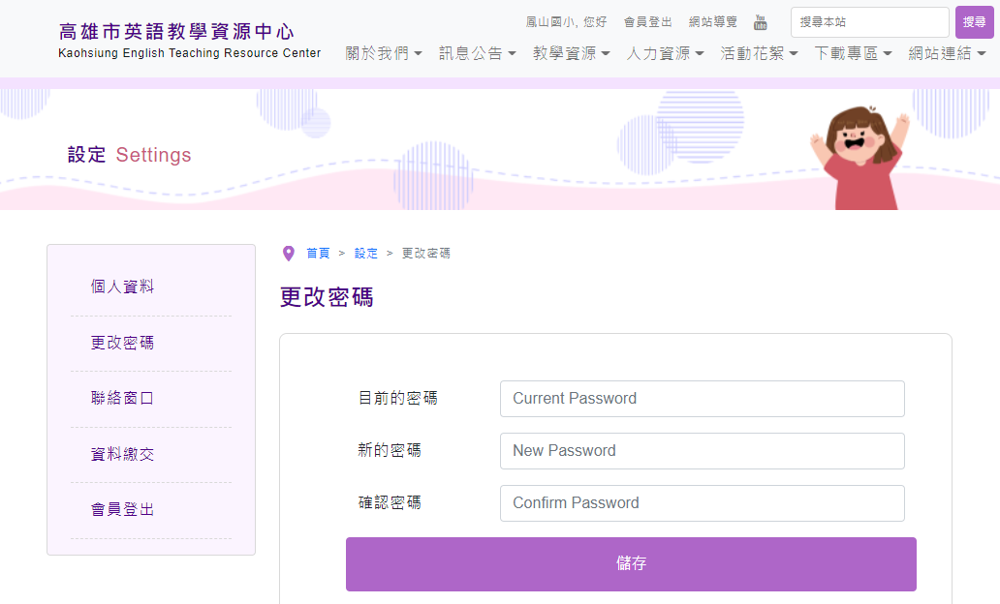 高雄市英語教學資源中心
Kaohsiung English Teaching Resource Center
鳳山國小, 您好 會員登出 網站導覽 You Tube 搜尋本站 搜尋
關於我們 訊息公告 教學資源 人力資源 活動花絮 下載專區 網站連結
設定 Settings
個人資料
更改密碼
聯絡窗口
資料繳交
會員登出
首頁 > 設定 > 更改密碼
更改密碼
目前的密碼 Current Password
新的密碼 New Password
確認密碼 Confirm Password
儲存